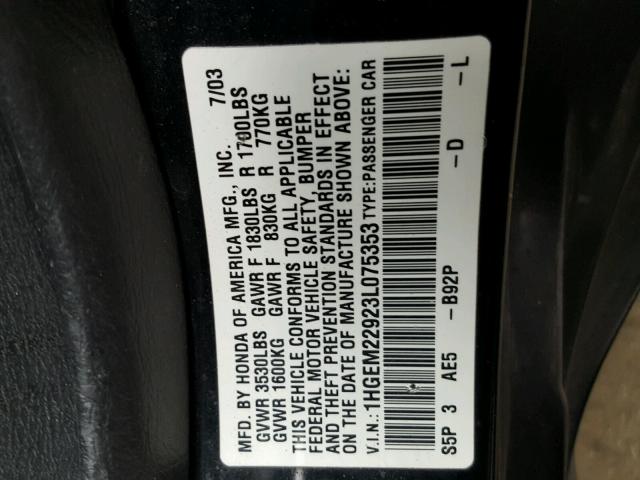 MFD. BY HONDA OF AMERICA MFG., INC. 7/03
GVWR 3530LBS GAWR F 1830LBS R 1700LBS
GVWR 1600KG GAWR F 830KG R 770KG
THIS VEHICLE CONFORMS TO ALL APPLICABLE
FEDERAL MOTOR VEHICLE SAFETY, BUMPER
AND THEFT PREVENTION STANDARDS IN EFFECT
ON THE DATE OF MANUFACTURE SHOWN ABOVE:
V.I.N.: 1HGEM22923L075353 TYPE:PASSENGER CAR
S5P 3 AE5 -B92P -D -L